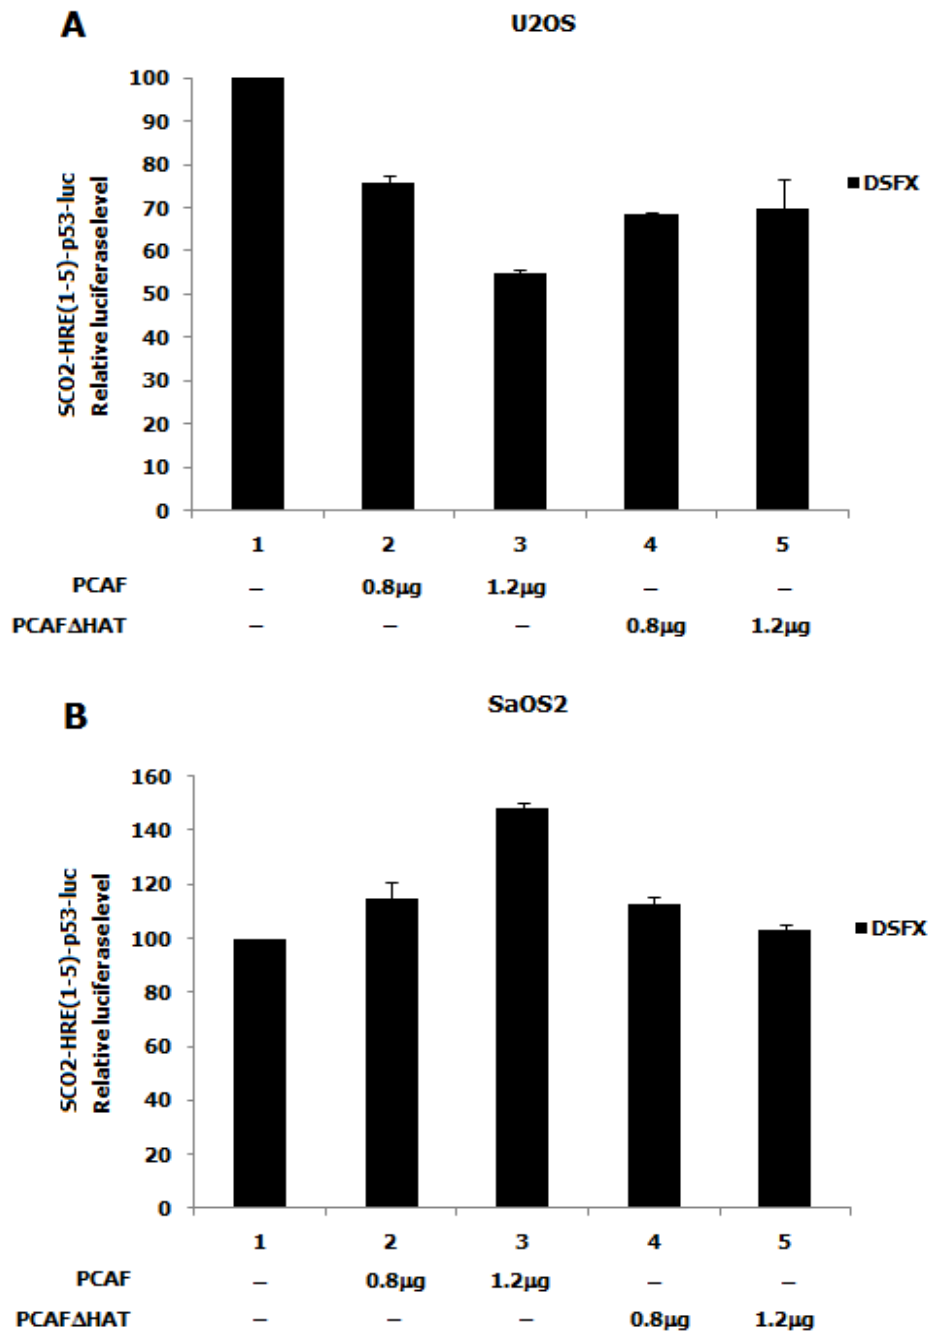 A
U2OS
SCO2-HRE(1-5)-p53-luc
Relative luciferaselevel
100
90
80
70
60
50
40
30
20
10
0
DSFX
1 2 3 4 5
PCAF – 0.8µg 1.2µg – –
PCAFΔHAT – – – 0.8µg 1.2µg
B
SaOS2
SCO2-HRE(1-5)-p53-luc
Relative luciferaselevel
160
140
120
100
80
60
40
20
0
DSFX
1 2 3 4 5
PCAF – 0.8µg 1.2µg – –
PCAFΔHAT – – – 0.8µg 1.2µg